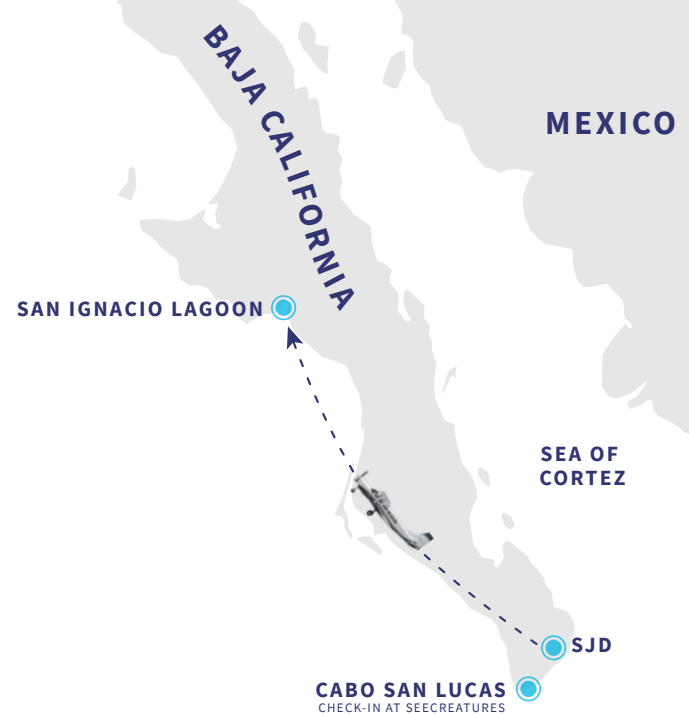 BAJA CALIFORNIA
MEXICO
SAN IGNACIO LAGOON
SEA OF
CORTEZ
SJD
CABO SAN LUCAS
CHECK-IN AT SEECREATURES